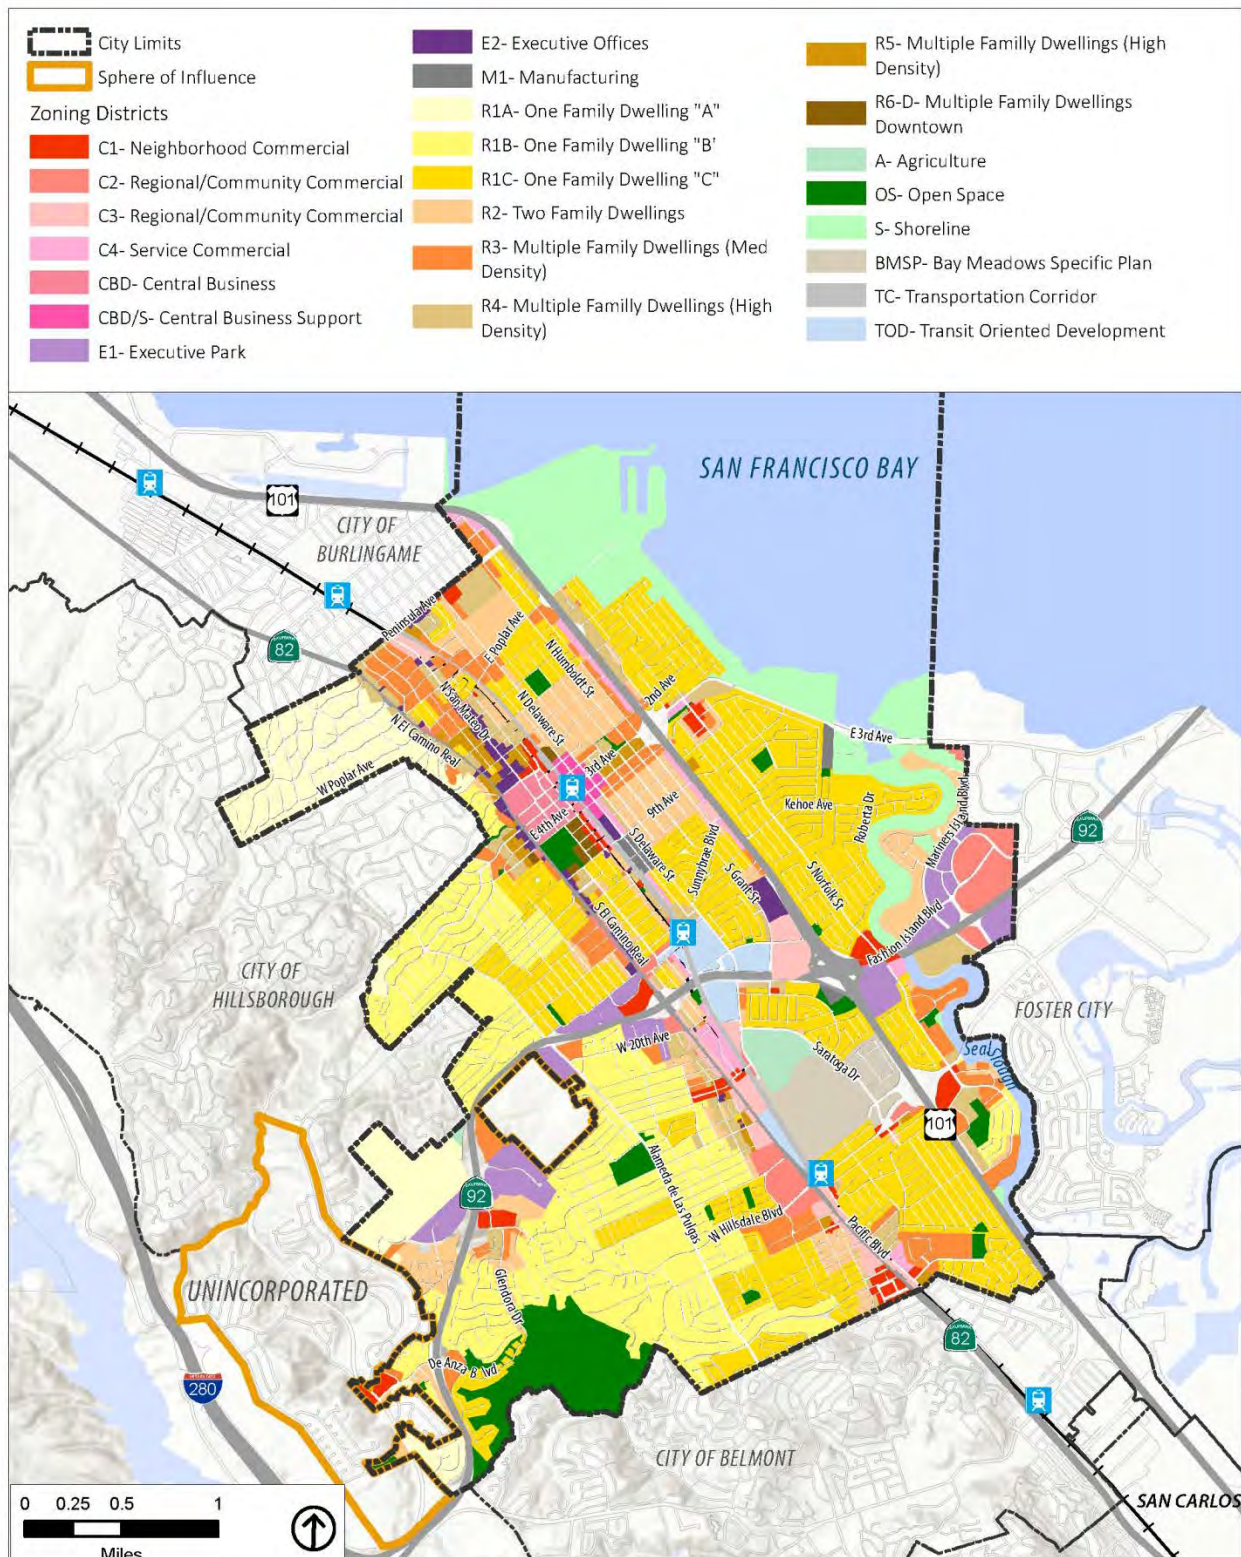 City Limits
Sphere of Influence
Zoning Districts
C1- Neighborhood Commercial
C2- Regional/Community Commercial
C3- Regional/Community Commercial
C4- Service Commercial
CBD- Central Business
CBD/S- Central Business Support
E1- Executive Park
E2- Executive Offices
M1- Manufacturing
R1A- One Family Dwelling "A"
R1B- One Family Dwelling "B'
R1C- One Family Dwelling "C"
R2- Two Family Dwellings
R3- Multiple Family Dwellings (Med
Density)
R4- Multiple Familly Dwellings (High
Density)
R5- Multiple Familly Dwellings (High
Density)
R6-D- Multiple Family Dwellings
Downtown
A- Agriculture
OS- Open Space
S- Shoreline
BMSP- Bay Meadows Specific Plan
TC- Transportation Corridor
TOD- Transit Oriented Development
SAN FRANCISCO BAY
101
CITY OF
BURLINGAME
82
Peninsula Ave
E Poplar Ave
N Humboldt St
N San Mateo Dr
N Delaware St
2nd Ave
N El Camino Real
W Poplar Ave
3rd Ave
E 3rd Ave
E 4th Ave
9th Ave
Kehoe Ave
Roberta Dr
Mariners Island Blvd
92
S Delaware St
Sunnybrae Blvd
S Grant St
S Norfolk St
Fashion Island Blvd
S El Camino Real
CITY OF
HILLSBOROUGH
FOSTER CITY
W 20th Ave
Saratoga Dr
Seal Slough
101
Alameda de Las Pulgas
92
W Hillsdale Blvd
Pacific Blvd
UNINCORPORATED
Glendora Dr
De Anza Blvd
82
280
CITY OF BELMONT
SAN CARLOS
0 0.25 0.5 1
Miles